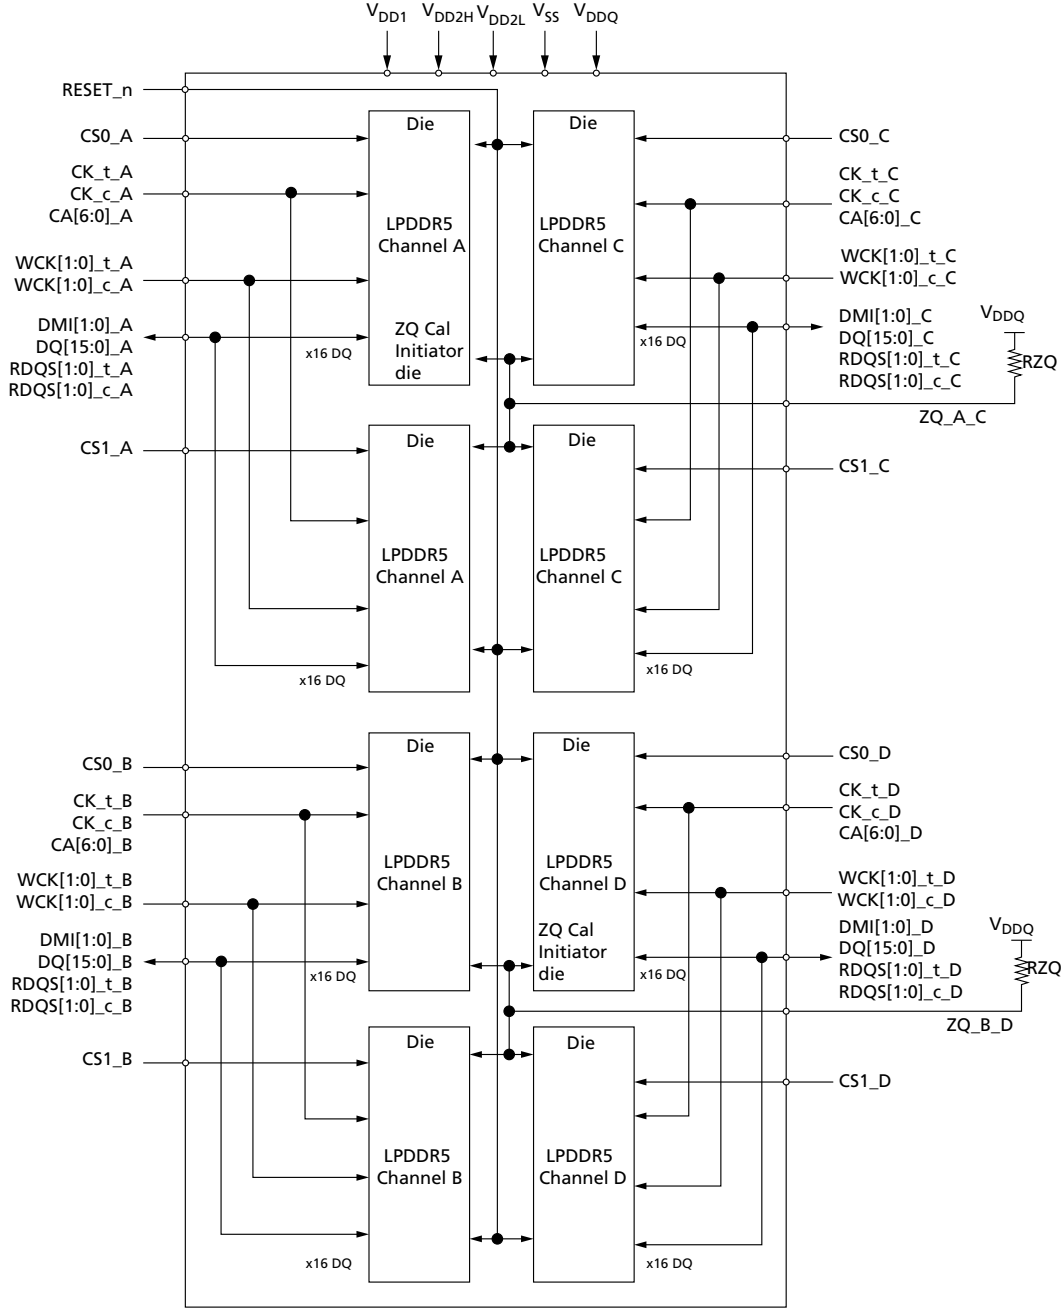 VDD1 VDD2H VDD2L VSS VDDQ
RESET_n
CS0_A
CK_t_A
CK_c_A
CA[6:0]_A
WCK[1:0]_t_A
WCK[1:0]_c_A
DMI[1:0]_A
DQ[15:0]_A
RDQS[1:0]_t_A
RDQS[1:0]_c_A
Die
LPDDR5
Channel A
ZQ Cal
Initiator
die
x16 DQ
Die
LPDDR5
Channel C
x16 DQ
CS0_C
CK_t_C
CK_c_C
CA[6:0]_C
WCK[1:0]_t_C
WCK[1:0]_c_C
DMI[1:0]_C
DQ[15:0]_C
RDQS[1:0]_t_C
RDQS[1:0]_c_C
VDDQ
RZQ
ZQ_A_C
CS1_A
Die
LPDDR5
Channel A
x16 DQ
Die
LPDDR5
Channel C
x16 DQ
CS1_C
CS0_B
CK_t_B
CK_c_B
CA[6:0]_B
WCK[1:0]_t_B
WCK[1:0]_c_B
DMI[1:0]_B
DQ[15:0]_B
RDQS[1:0]_t_B
RDQS[1:0]_c_B
Die
LPDDR5
Channel B
x16 DQ
Die
LPDDR5
Channel D
ZQ Cal
Initiator
die
x16 DQ
CS0_D
CK_t_D
CK_c_D
CA[6:0]_D
WCK[1:0]_t_D
WCK[1:0]_c_D
DMI[1:0]_D
DQ[15:0]_D
RDQS[1:0]_t_D
RDQS[1:0]_c_D
VDDQ
RZQ
ZQ_B_D
CS1_B
Die
LPDDR5
Channel B
x16 DQ
Die
LPDDR5
Channel D
x16 DQ
CS1_D